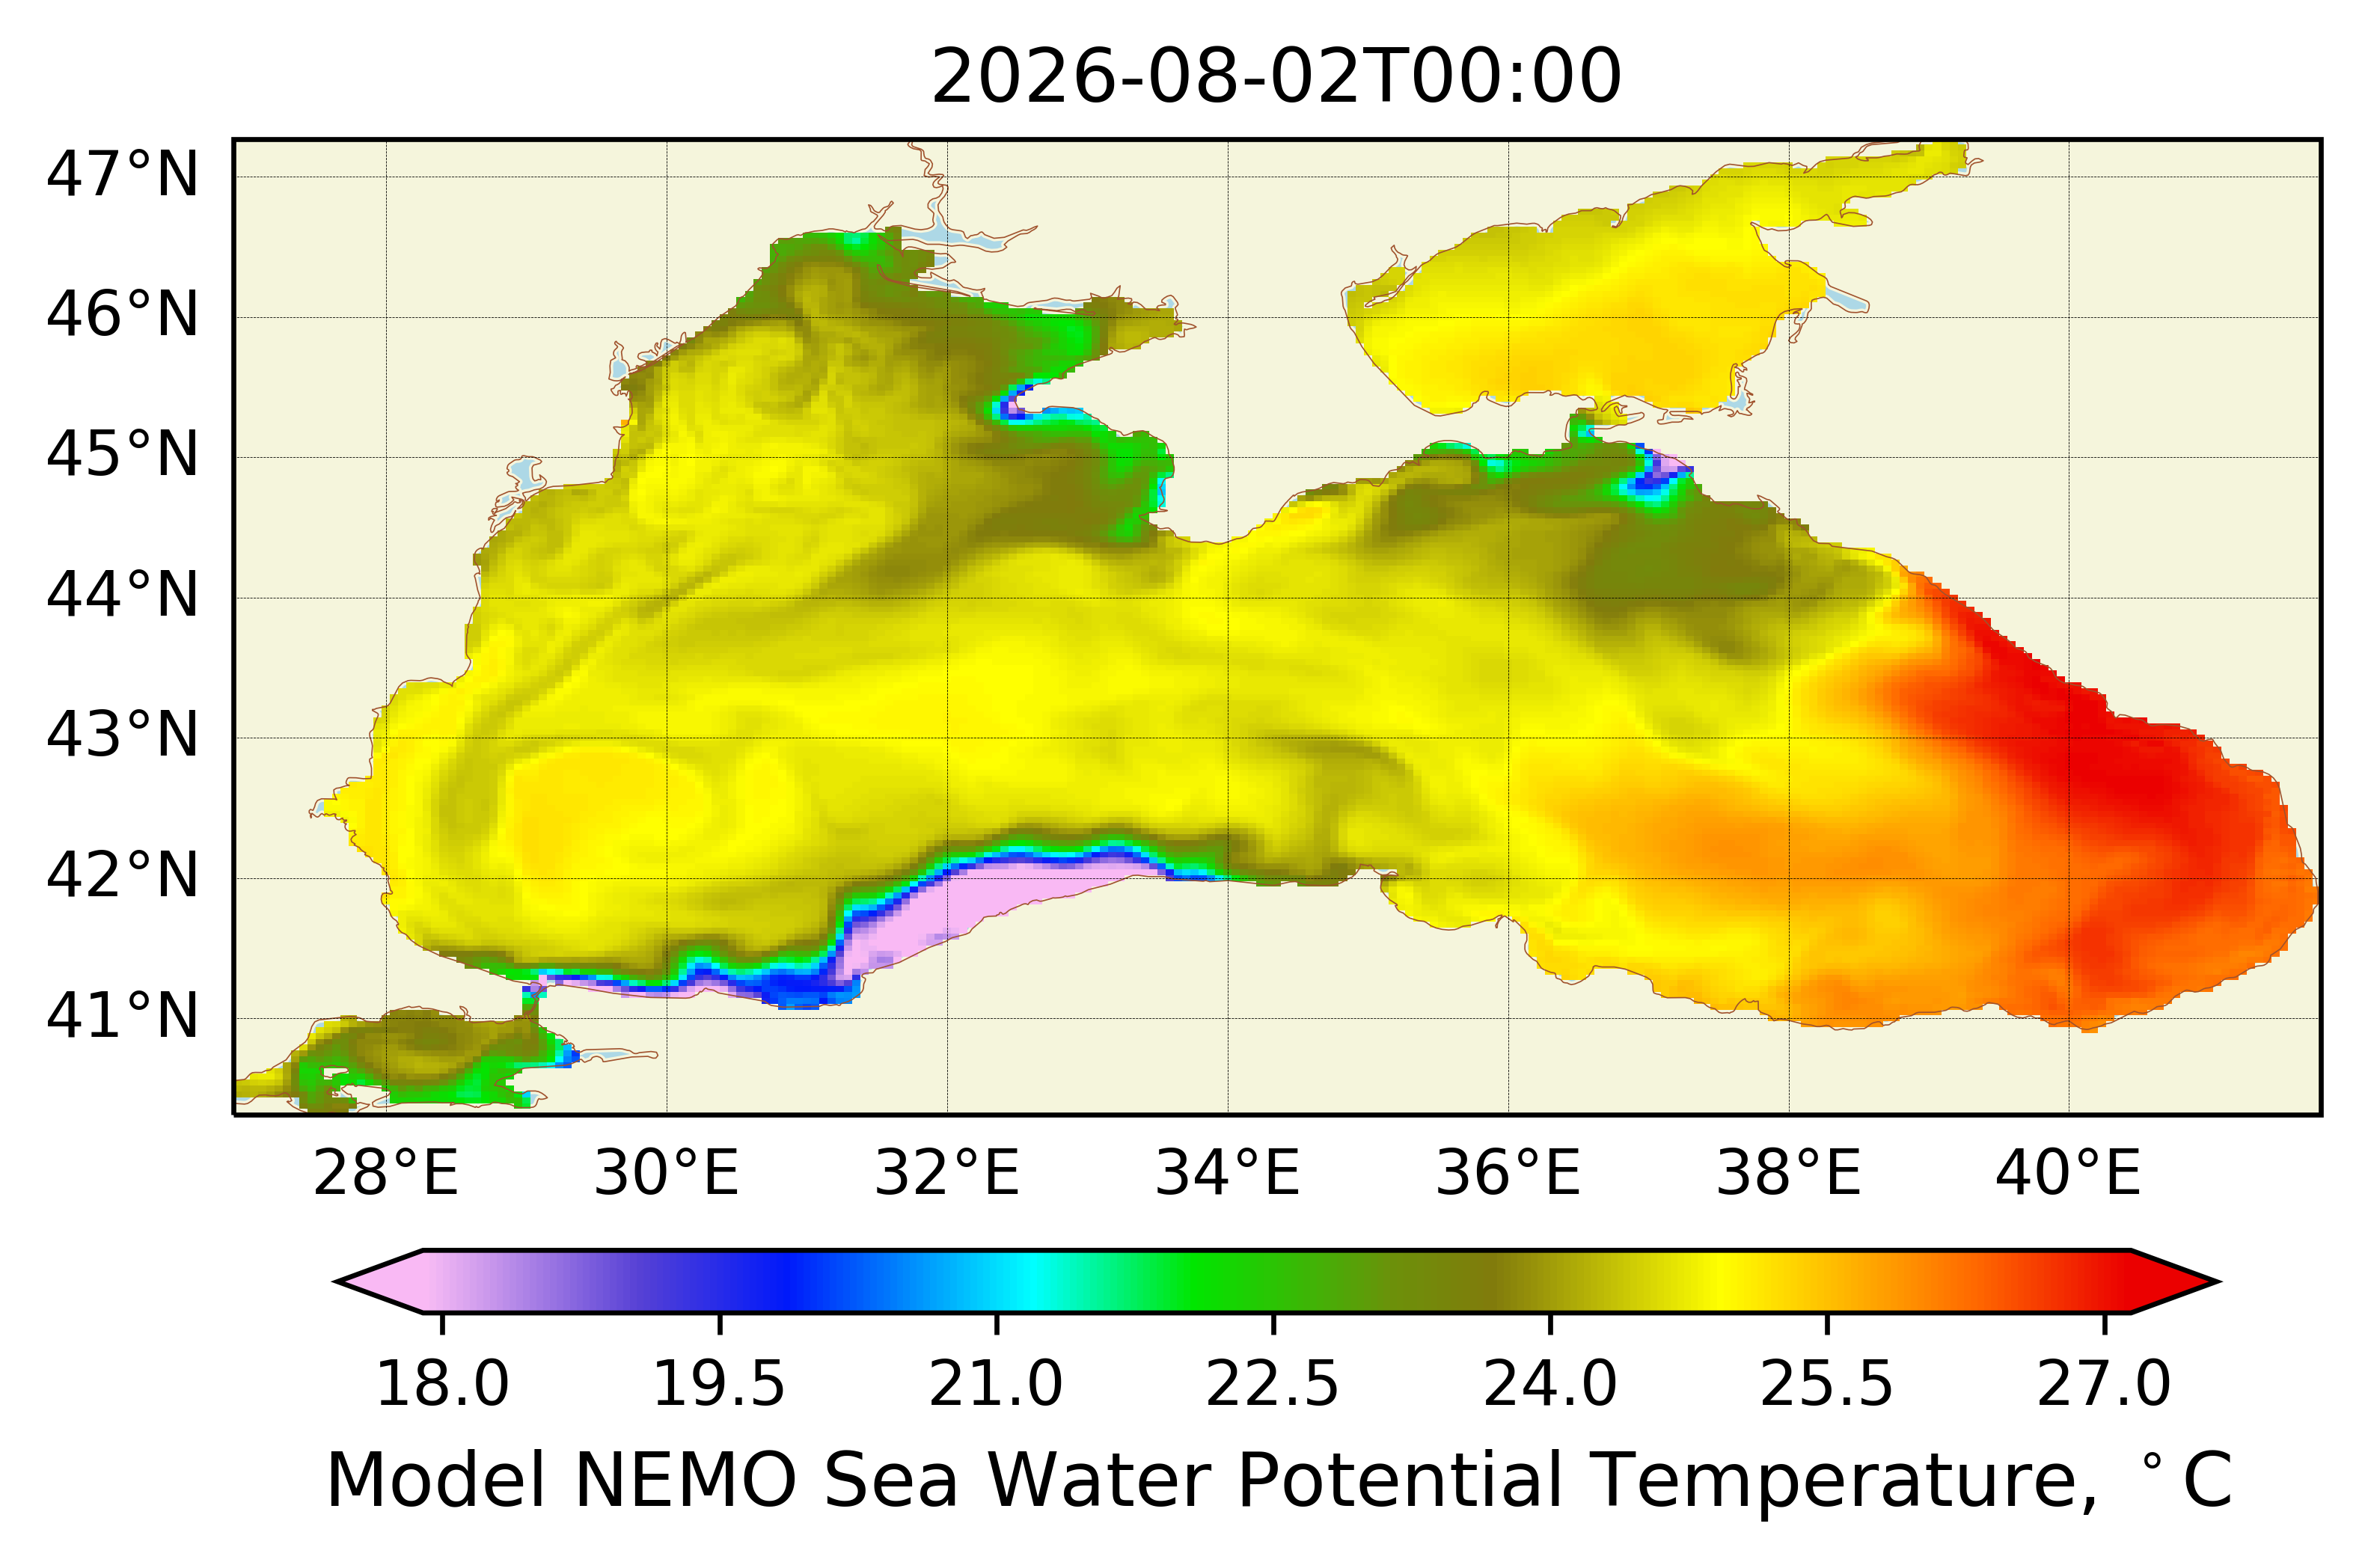 2026-08-02T00:00
47°N
46°N
45°N
44°N
43°N
42°N
41°N
28°E 30°E 32°E 34°E 36°E 38°E 40°E
18.0 19.5 21.0 22.5 24.0 25.5 27.0
Model NEMO Sea Water Potential Temperature, °C